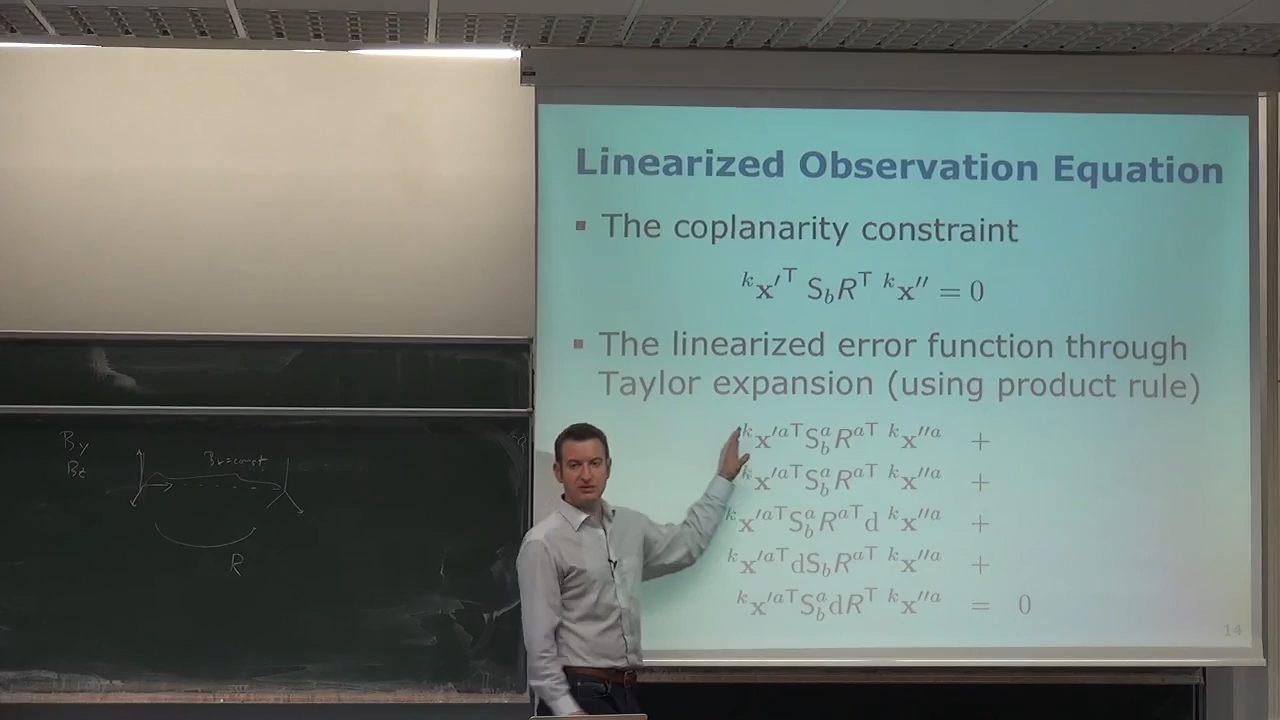 Linearized Observation Equation
▪ The coplanarity constraint
ᵏx′ᵀ S_b Rᵀ ᵏx″ = 0
▪ The linearized error function through
Taylor expansion (using product rule)
ᵏx′ᵃᵀ S_bᵃ Rᵃᵀ ᵏx″ᵃ +
ᵏx′ᵃᵀ S_bᵃ Rᵃᵀ ᵏx″ᵃ +
ᵏx′ᵃᵀ S_bᵃ Rᵃᵀ d ᵏx″ᵃ +
ᵏx′ᵃᵀ dS_b Rᵃᵀ ᵏx″ᵃ +
ᵏx′ᵃᵀ S_bᵃ dRᵀ ᵏx″ᵃ = 0
14
By
Bz
Bx=const
R